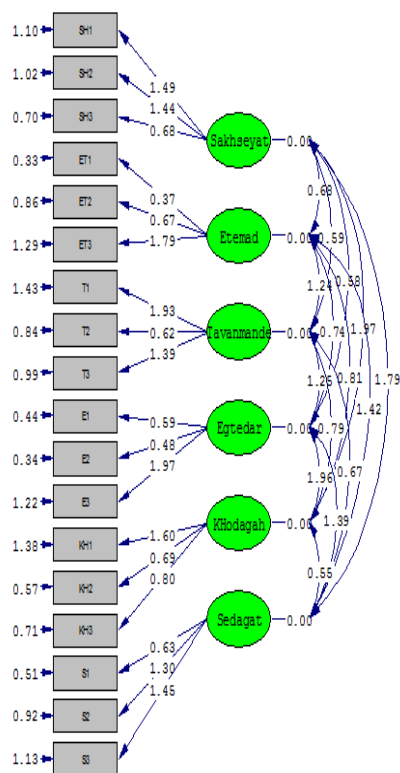 1.10 SH1
1.02 SH2
1.49
1.44
0.70 SH3 0.68
Sakhseyat 0.00
0.33 ET1
0.37
0.68
0.86 ET2 0.67
1.29 ET3 1.79
Etemad 0.00 0.59
1.43 T1
1.24 0.58
1.93
0.84 T2 0.62
Tavanmande 0.00 0.74 1.97
0.99 T3 1.39
1.26 0.81 1.79
0.44 E1 0.59
1.42
0.34 E2 0.48
Egtedar 0.00 0.79
1.22 E3 1.97
1.96 0.67
1.38 KH1 1.60
KHodagah 0.00 1.39
0.57 KH2 0.69
0.71 KH3 0.80
0.55
0.51 S1 0.63
Sedagat 0.00
0.92 S2 1.30
1.45
1.13 S3